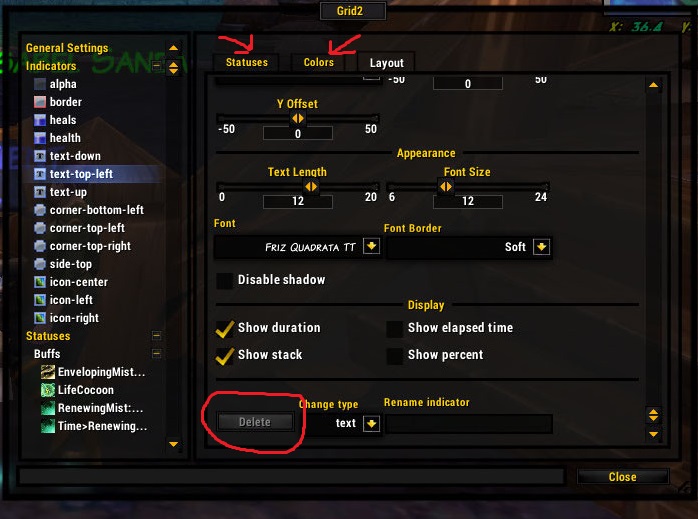 Grid2
X: 36.4 Y:
General Settings
Indicators
alpha
border
heals
health
text-down
text-top-left
text-up
corner-bottom-left
corner-top-left
corner-top-right
side-top
icon-center
icon-left
icon-right
Statuses
Buffs
EnvelopingMist...
LifeCocoon
RenewingMist:...
Time>Renewing...
Statuses
Colors
Layout
-50 0 50
Y Offset
-50 0 50
Appearance
Text Length
0 12 20
Font Size
6 12 24
Font
Friz Quadrata TT
Font Border
Soft
Disable shadow
Display
Show duration
Show elapsed time
Show stack
Show percent
Delete
Change type
text
Rename indicator
Close